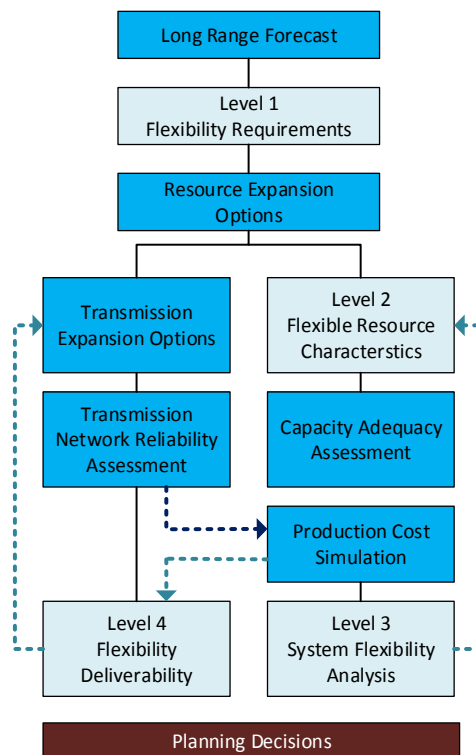 Long Range Forecast
Level 1
Flexibility Requirements
Resource Expansion
Options
Transmission
Expansion Options
Level 2
Flexible Resource
Characterstics
Transmission
Network Reliability
Assessment
Capacity Adequacy
Assessment
Production Cost
Simulation
Level 4
Flexibility
Deliverability
Level 3
System Flexibility
Analysis
Planning Decisions